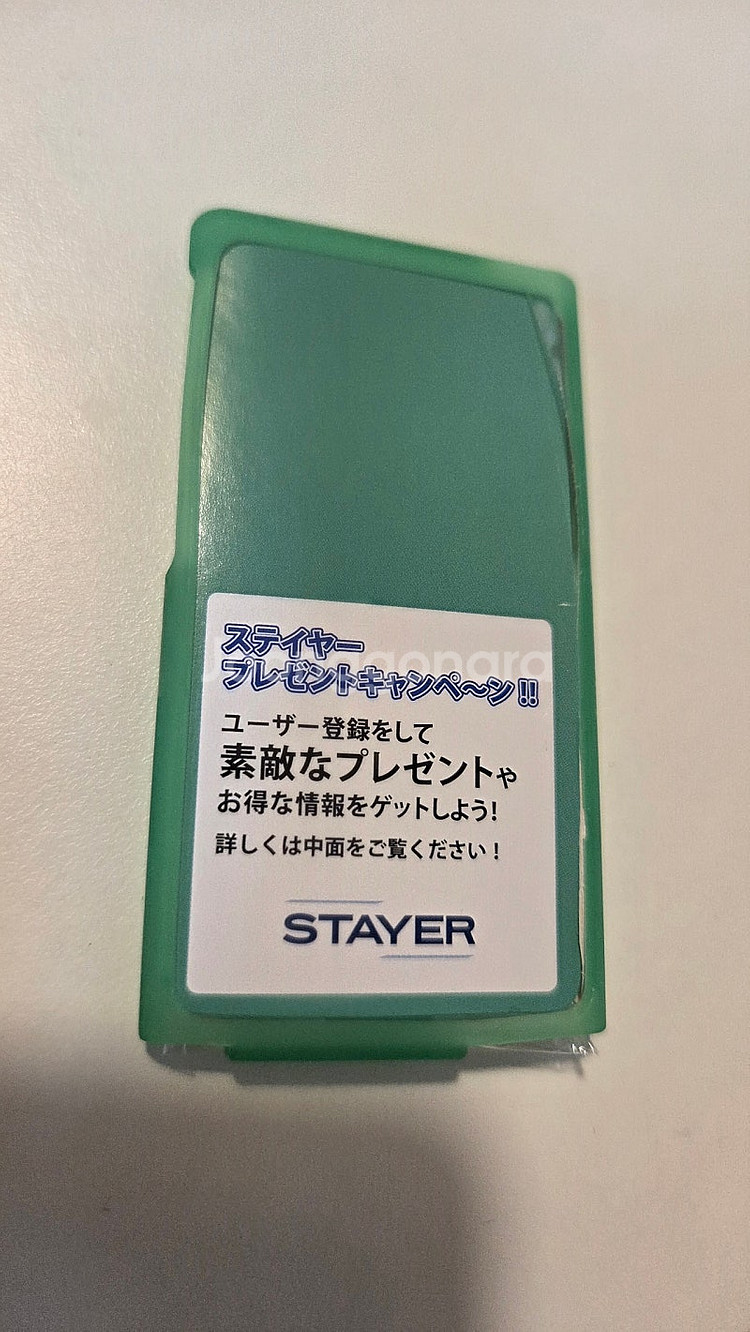 ステイヤー
プレゼントキャンペ〜ン!!
ユーザー登録をして
素敵なプレゼントや
お得な情報をゲットしよう!
詳しくは中面をご覧ください!
STAYER